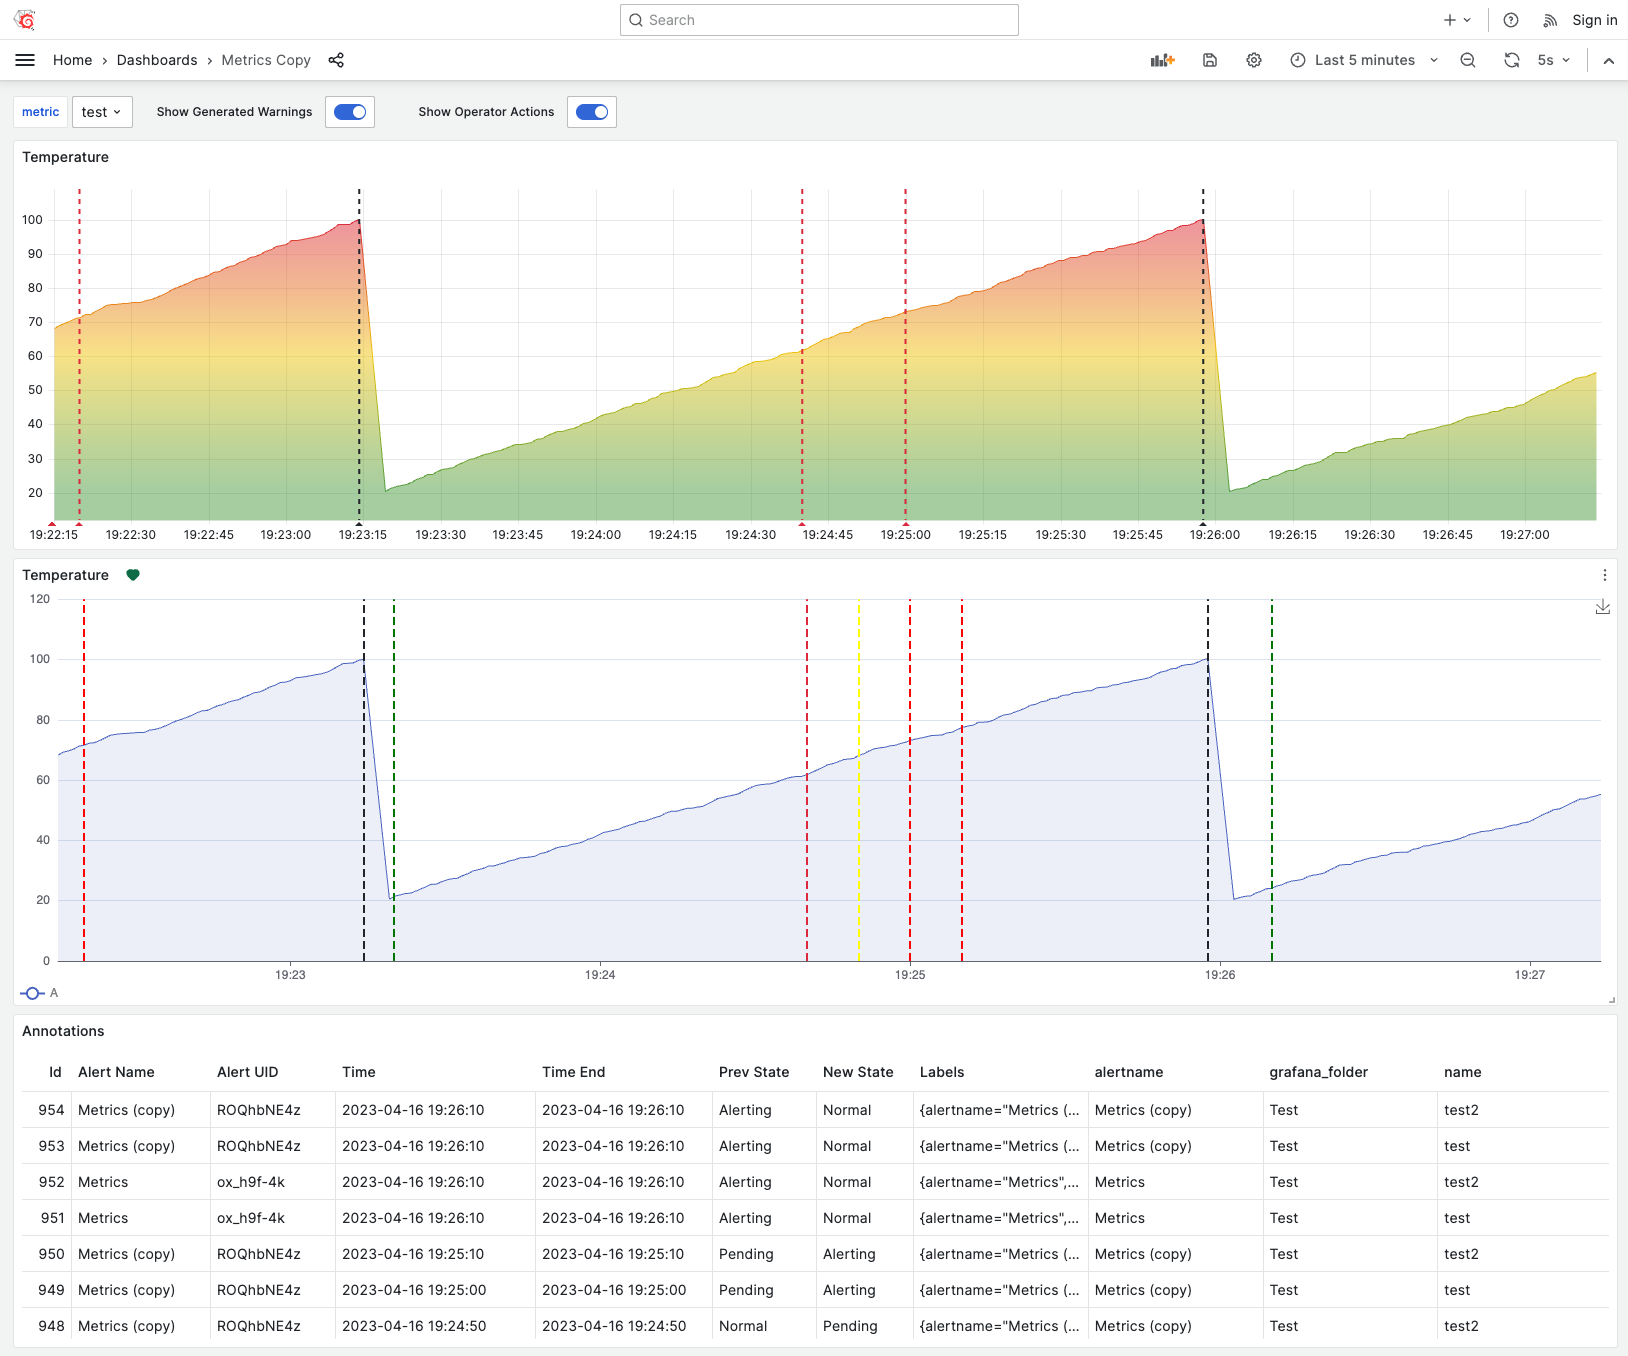 Search
Sign in
Home › Dashboards › Metrics Copy
Last 5 minutes
5s
metric
test
Show Generated Warnings
Show Operator Actions
Temperature
100
90
80
70
60
50
40
30
20
19:22:15 19:22:30 19:22:45 19:23:00 19:23:15 19:23:30 19:23:45 19:24:00 19:24:15 19:24:30 19:24:45 19:25:00 19:25:15 19:25:30 19:25:45 19:26:00 19:26:15 19:26:30 19:26:45 19:27:00
Temperature
120
100
80
60
40
20
0
19:23 19:24 19:25 19:26 19:27
A
Annotations
Id Alert Name Alert UID Time Time End Prev State New State Labels alertname grafana_folder name
954 Metrics (copy) ROQhbNE4z 2023-04-16 19:26:10 2023-04-16 19:26:10 Alerting Normal {alertname="Metrics (... Metrics (copy) Test test2
953 Metrics (copy) ROQhbNE4z 2023-04-16 19:26:10 2023-04-16 19:26:10 Alerting Normal {alertname="Metrics (... Metrics (copy) Test test
952 Metrics ox_h9f-4k 2023-04-16 19:26:10 2023-04-16 19:26:10 Alerting Normal {alertname="Metrics",... Metrics Test test2
951 Metrics ox_h9f-4k 2023-04-16 19:26:10 2023-04-16 19:26:10 Alerting Normal {alertname="Metrics",... Metrics Test test
950 Metrics (copy) ROQhbNE4z 2023-04-16 19:25:10 2023-04-16 19:25:10 Pending Alerting {alertname="Metrics (... Metrics (copy) Test test2
949 Metrics (copy) ROQhbNE4z 2023-04-16 19:25:00 2023-04-16 19:25:00 Pending Alerting {alertname="Metrics (... Metrics (copy) Test test
948 Metrics (copy) ROQhbNE4z 2023-04-16 19:24:50 2023-04-16 19:24:50 Normal Pending {alertname="Metrics (... Metrics (copy) Test test2